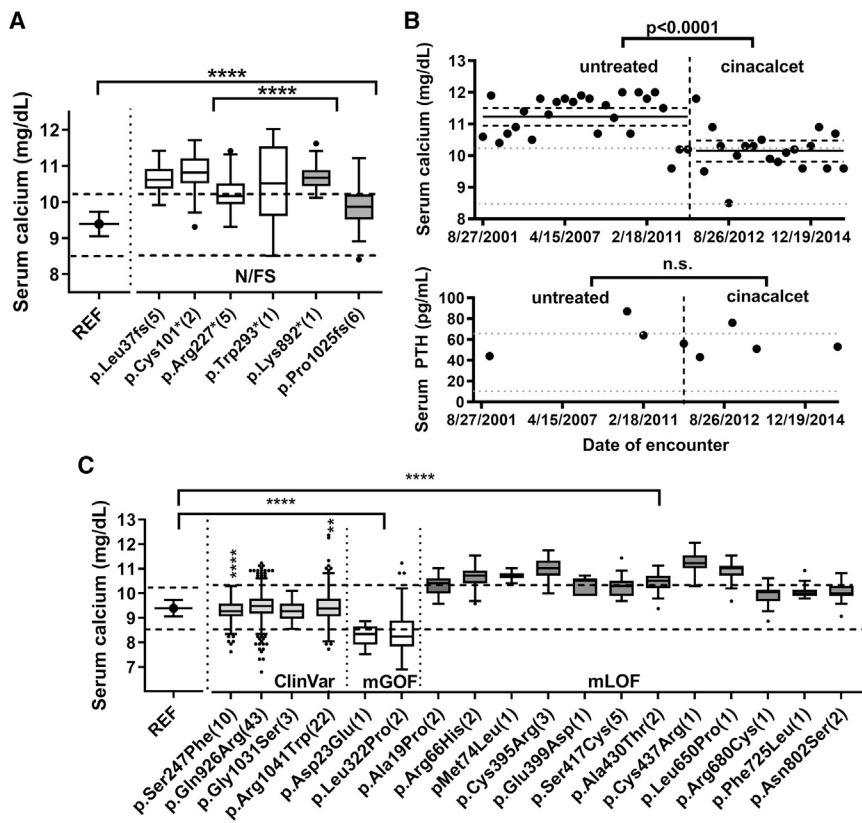 A
****
****
Serum calcium (mg/dL)
12
11
10
9
8
N/FS
REF
p.Leu37fs(5)
p.Cys101*(2)
p.Arg227*(5)
p.Trp293*(1)
p.Lys892*(1)
p.Pro1025fs(6)
B
p<0.0001
untreated
cinacalcet
Serum calcium (mg/dL)
13
12
11
10
9
8
8/27/2001 4/15/2007 2/18/2011 8/26/2012 12/19/2014
n.s.
untreated
cinacalcet
Serum PTH (pg/mL)
100
80
60
40
20
0
8/27/2001 4/15/2007 2/18/2011 8/26/2012 12/19/2014
Date of encounter
C
****
****
Serum calcium (mg/dL)
13
12
11
10
9
8
7
****
**
ClinVar
mGOF
mLOF
REF
p.Ser247Phe(10)
p.Gln926Arg(43)
p.Gly1031Ser(3)
p.Arg1041Trp(22)
p.Asp23Glu(1)
p.Leu322Pro(2)
p.Ala19Pro(2)
p.Arg66His(2)
pMet74Leu(1)
p.Cys395Arg(3)
p.Glu399Asp(1)
p.Ser417Cys(5)
p.Ala430Thr(2)
p.Cys437Arg(1)
p.Leu650Pro(1)
p.Arg680Cys(1)
p.Phe725Leu(1)
p.Asn802Ser(2)